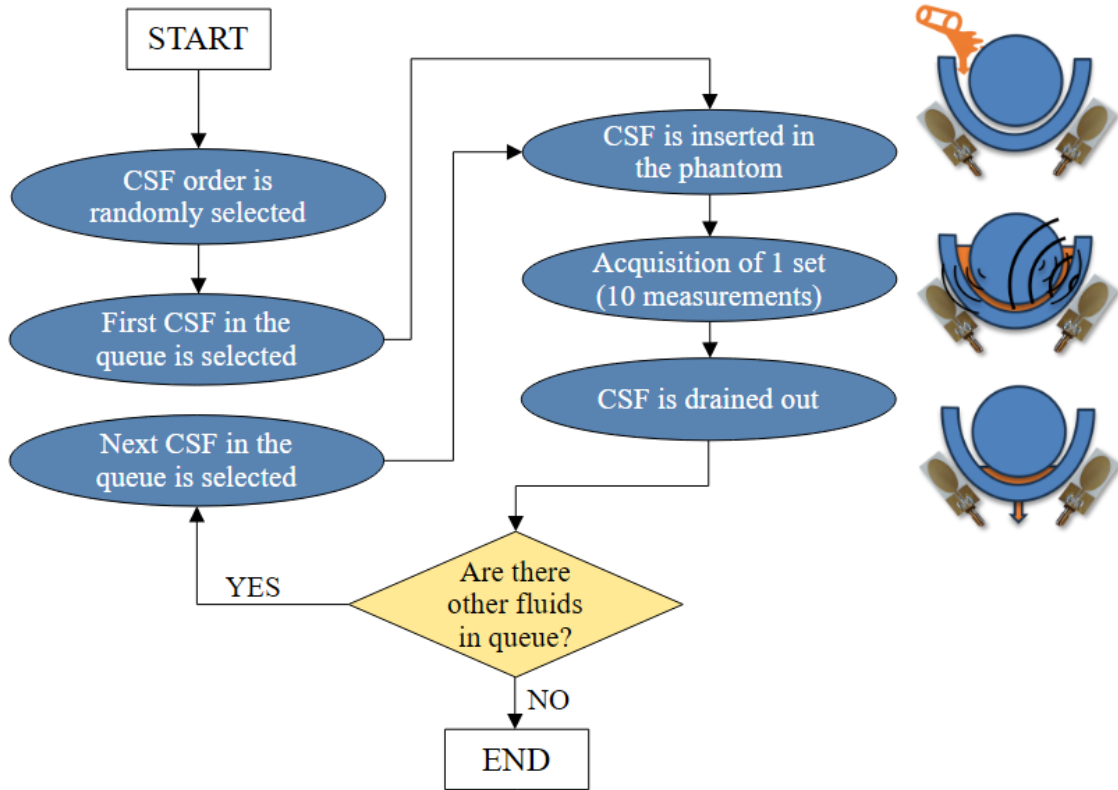 START
CSF order is
randomly selected
First CSF in the
queue is selected
Next CSF in the
queue is selected
CSF is inserted in
the phantom
Acquisition of 1 set
(10 measurements)
CSF is drained out
Are there
other fluids
in queue?
YES
NO
END